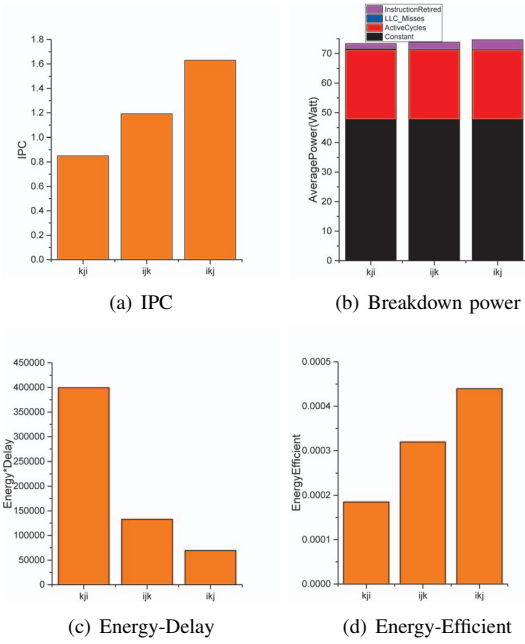 1.8
1.6
1.4
1.2
1.0
0.8
0.6
0.4
0.2
0.0
IPC
kji ijk ikj
(a) IPC
InstructionRetired
LLC_Misses
ActiveCycles
Constant
70
60
50
40
30
20
10
0
AveragePower(Watt)
kji ijk ikj
(b) Breakdown power
450000
400000
350000
300000
250000
200000
150000
100000
50000
0
Energy*Delay
kji ijk ikj
(c) Energy-Delay
0.0005
0.0004
0.0003
0.0002
0.0001
0.0000
EnergyEfficient
kji ijk ikj
(d) Energy-Efficient